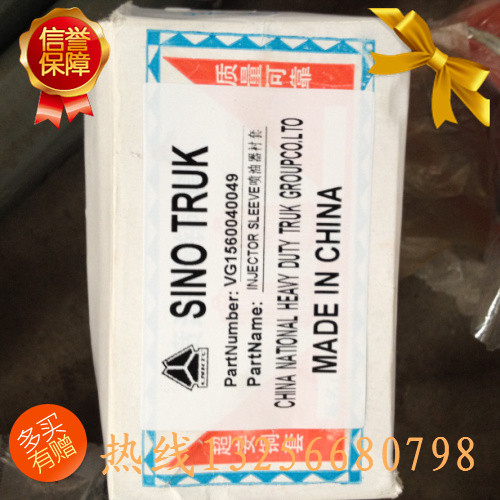 信誉
保障
质量可靠
SINO TRUK
PartNumber: VG1560040049
PartName: INJECTOR SLEEVE喷油器衬套
CHINA NATIONAL HEAVY DUTY TRUK GROUPCO.LTO
MADE IN CHINA
CNHTC
多买
有赠
热线13256680798